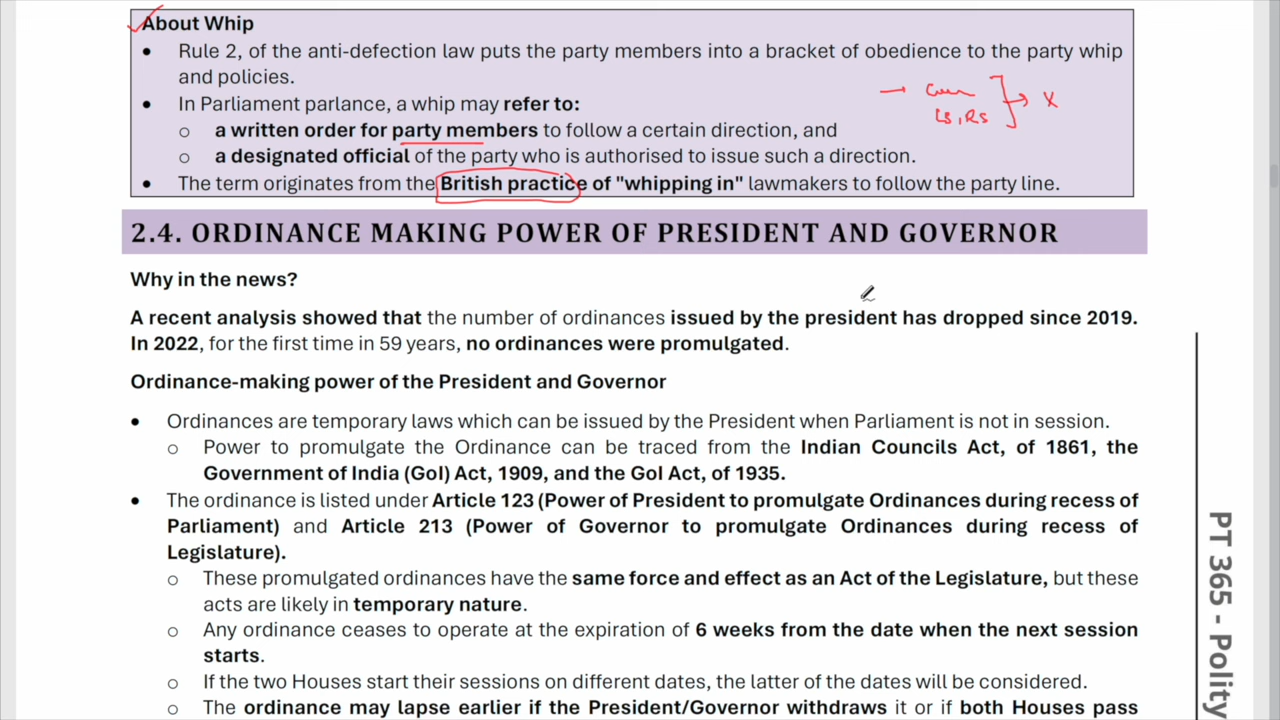 About Whip
• Rule 2, of the anti-defection law puts the party members into a bracket of obedience to the party whip
and policies.
• In Parliament parlance, a whip may refer to:
o a written order for party members to follow a certain direction, and
o a designated official of the party who is authorised to issue such a direction.
LS, RS
X
• The term originates from the British practice of "whipping in" lawmakers to follow the party line.
2.4. ORDINANCE MAKING POWER OF PRESIDENT AND GOVERNOR
Why in the news?
A recent analysis showed that the number of ordinances issued by the president has dropped since 2019.
In 2022, for the first time in 59 years, no ordinances were promulgated.
Ordinance-making power of the President and Governor
• Ordinances are temporary laws which can be issued by the President when Parliament is not in session.
o Power to promulgate the Ordinance can be traced from the Indian Councils Act, of 1861, the
Government of India (GoI) Act, 1909, and the GoI Act, of 1935.
• The ordinance is listed under Article 123 (Power of President to promulgate Ordinances during recess of
Parliament) and Article 213 (Power of Governor to promulgate Ordinances during recess of
Legislature).
o These promulgated ordinances have the same force and effect as an Act of the Legislature, but these
acts are likely in temporary nature.
o Any ordinance ceases to operate at the expiration of 6 weeks from the date when the next session
starts.
o If the two Houses start their sessions on different dates, the latter of the dates will be considered.
o The ordinance may lapse earlier if the President/Governor withdraws it or if both Houses pass
PT 365 - Polity